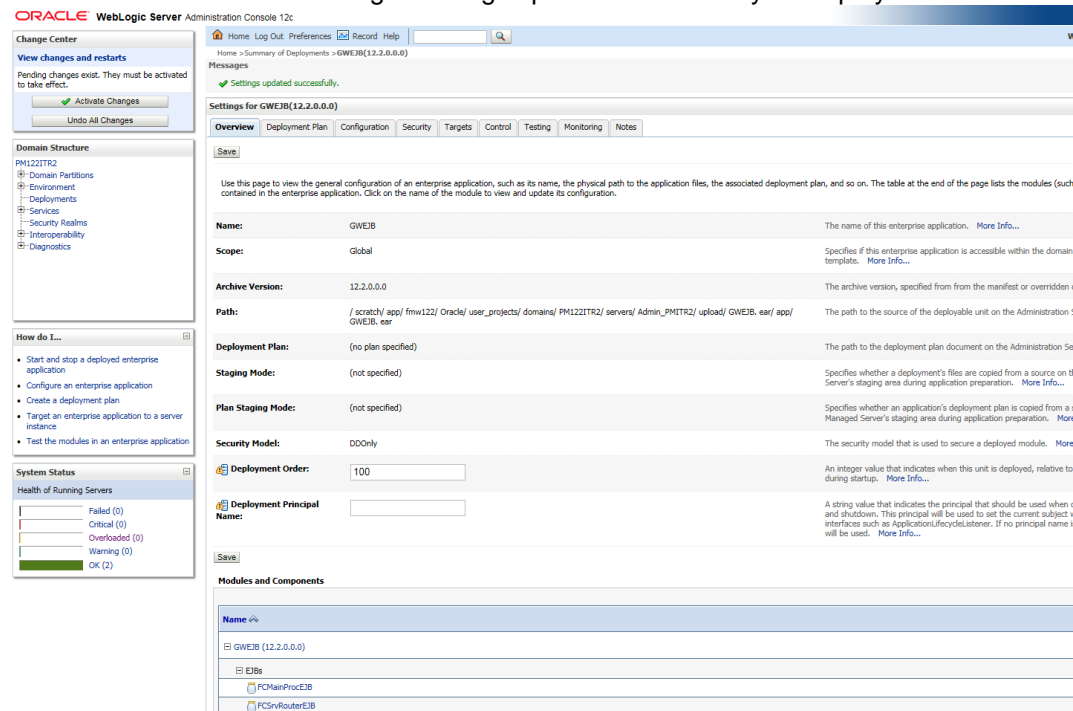 ORACLE WebLogic Server Administration Console 12c
Change Center
View changes and restarts
Pending changes exist. They must be activated
to take effect.
Activate Changes
Undo All Changes
Domain Structure
PM122ITR2
Domain Partitions
Environment
Deployments
Services
Security Realms
Interoperability
Diagnostics
How do I...
Start and stop a deployed enterprise
application
Configure an enterprise application
Create a deployment plan
Target an enterprise application to a server
instance
Test the modules in an enterprise application
System Status
Health of Running Servers
Failed (0)
Critical (0)
Overloaded (0)
Warning (0)
OK (2)
Home Log Out Preferences Record Help
Home >Summary of Deployments >GWEJB(12.2.0.0.0)
Messages
Settings updated successfully.
Settings for GWEJB(12.2.0.0.0)
Overview Deployment Plan Configuration Security Targets Control Testing Monitoring Notes
Save
Use this page to view the general configuration of an enterprise application, such as its name, the physical path to the application files, the associated deployment plan, and so on. The table at the end of the page lists the modules (such
contained in the enterprise application. Click on the name of the module to view and update its configuration.
Name: GWEJB The name of this enterprise application. More Info...
Scope: Global Specifies if this enterprise application is accessible within the domain
template. More Info...
Archive Version: 12.2.0.0.0 The archive version, specified from from the manifest or overridden
Path: / scratch/ app/ fmw122/ Oracle/ user_projects/ domains/ PM122ITR2/ servers/ Admin_PMITR2/ upload/ GWEJB. ear/ app/ The path to the source of the deployable unit on the Administration
GWEJB. ear
Deployment Plan: (no plan specified) The path to the deployment plan document on the Administration Se
Staging Mode: (not specified) Specifies whether a deployment's files are copied from a source on th
Server's staging area during application preparation. More Info...
Plan Staging Mode: (not specified) Specifies whether an application's deployment plan is copied from a
Managed Server's staging area during application preparation. More
Security Model: DDOnly The security model that is used to secure a deployed module. More
Deployment Order: 100 An integer value that indicates when this unit is deployed, relative to
during startup. More Info...
Deployment Principal A string value that indicates the principal that should be used when
Name: and shutdown. This principal will be used to set the current subject
interfaces such as ApplicationLifecycleListener. If no principal name
will be used. More Info...
Save
Modules and Components
Name
GWEJB (12.2.0.0.0)
EJBs
FCMainProcEJB
FCSrvRouterEJB